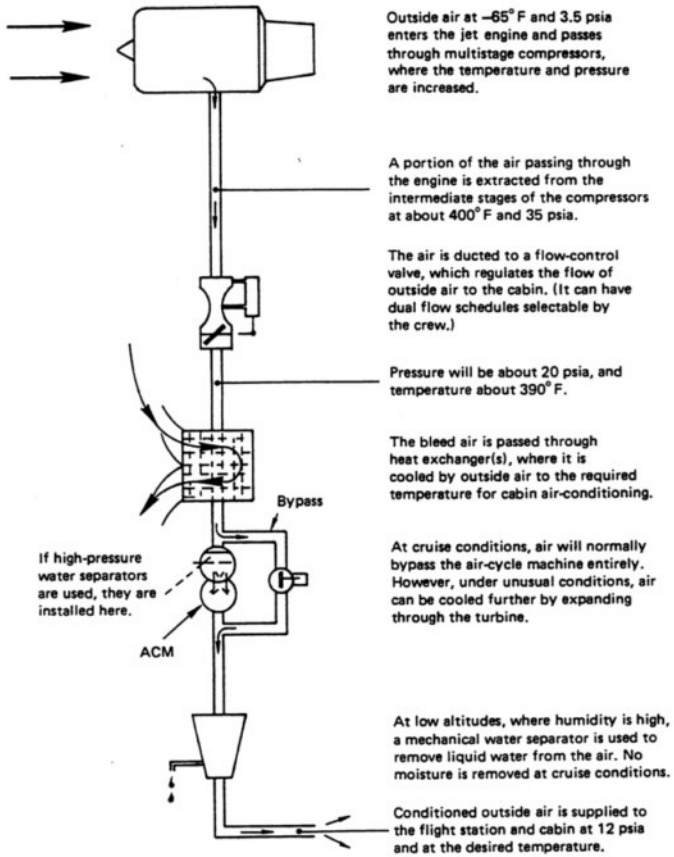 Outside air at –65° F and 3.5 psia
enters the jet engine and passes
through multistage compressors,
where the temperature and pressure
are increased.
A portion of the air passing through
the engine is extracted from the
intermediate stages of the compressors
at about 400° F and 35 psia.
The air is ducted to a flow-control
valve, which regulates the flow of
outside air to the cabin. (It can have
dual flow schedules selectable by
the crew.)
Pressure will be about 20 psia, and
temperature about 390° F.
The bleed air is passed through
heat exchanger(s), where it is
cooled by outside air to the required
temperature for cabin air-conditioning.
Bypass
If high-pressure
water separators
are used, they are
installed here.
ACM
At cruise conditions, air will normally
bypass the air-cycle machine entirely.
However, under unusual conditions, air
can be cooled further by expanding
through the turbine.
At low altitudes, where humidity is high,
a mechanical water separator is used to
remove liquid water from the air. No
moisture is removed at cruise conditions.
Conditioned outside air is supplied to
the flight station and cabin at 12 psia
and at the desired temperature.